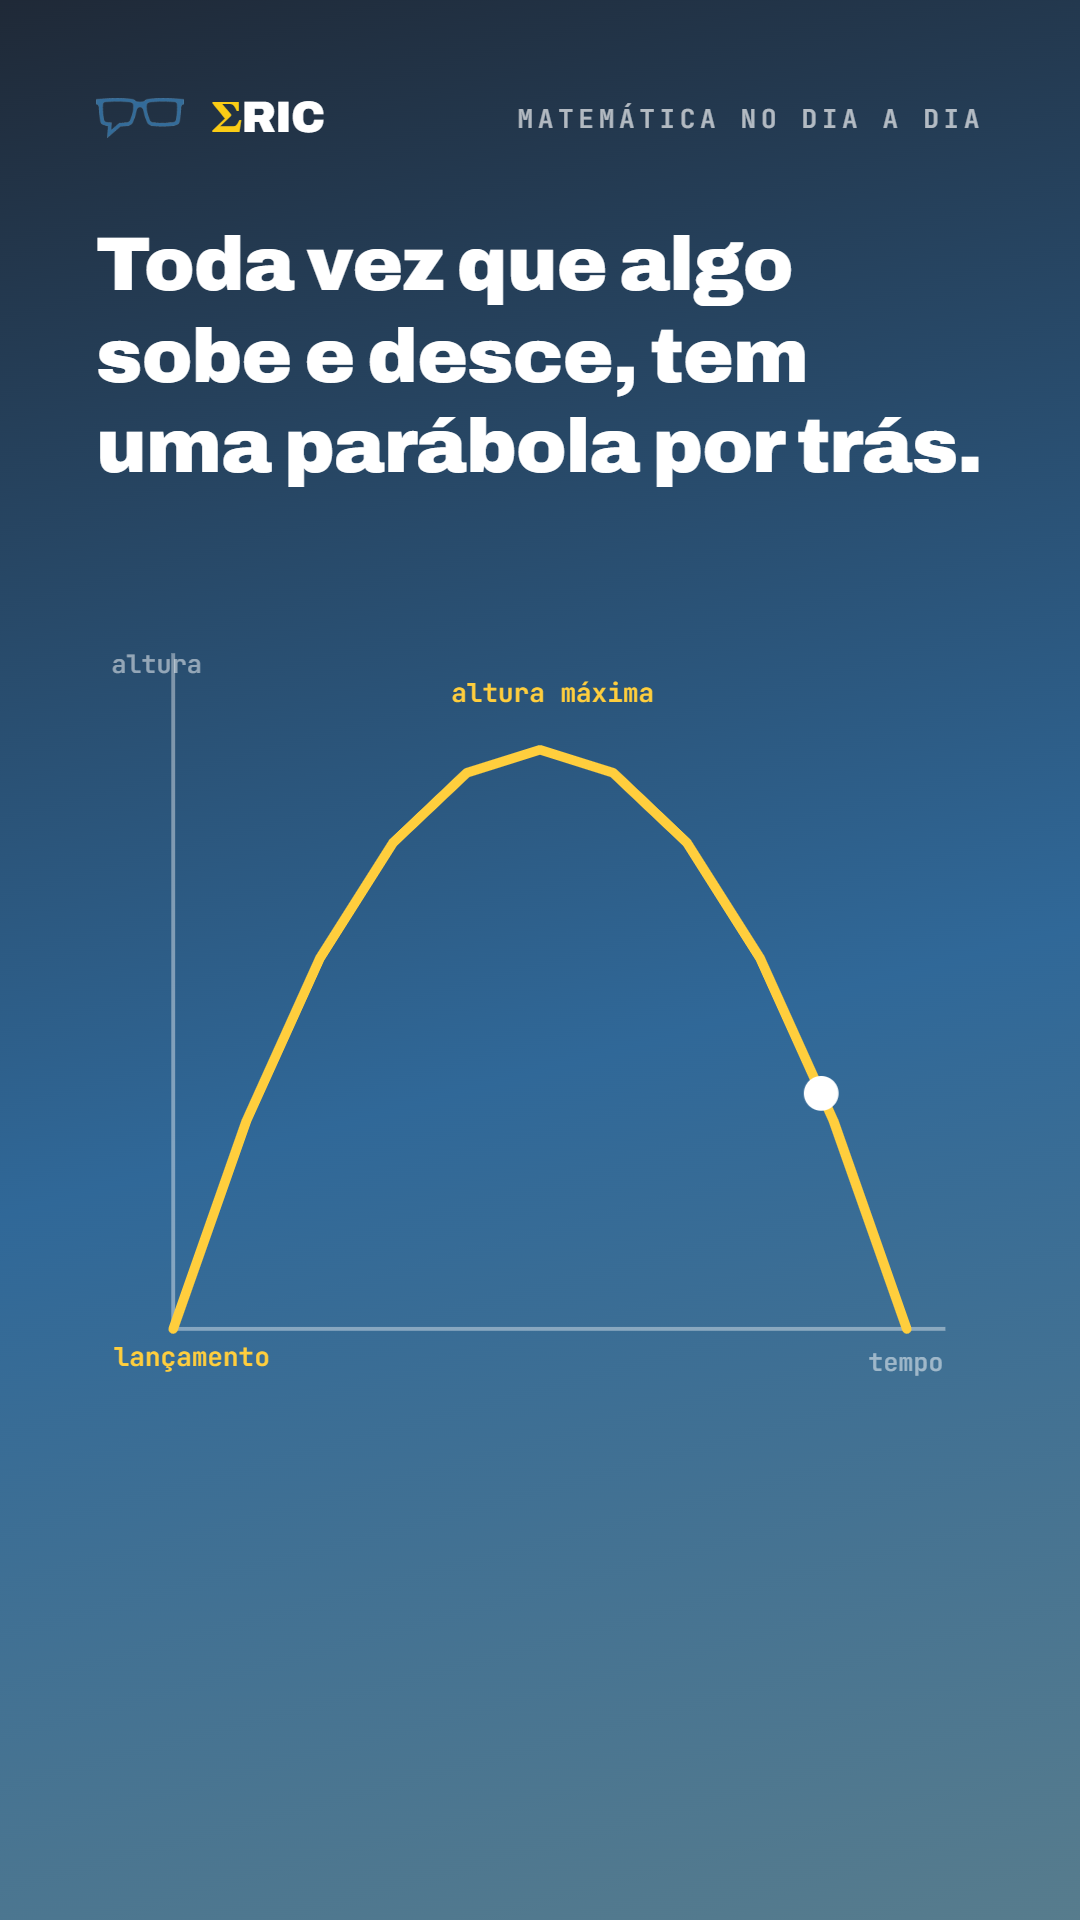 ΣRIC
MATEMÁTICA NO DIA A DIA
Toda vez que algo
sobe e desce, tem
uma parábola por trás.
altura
altura máxima
lançamento
tempo